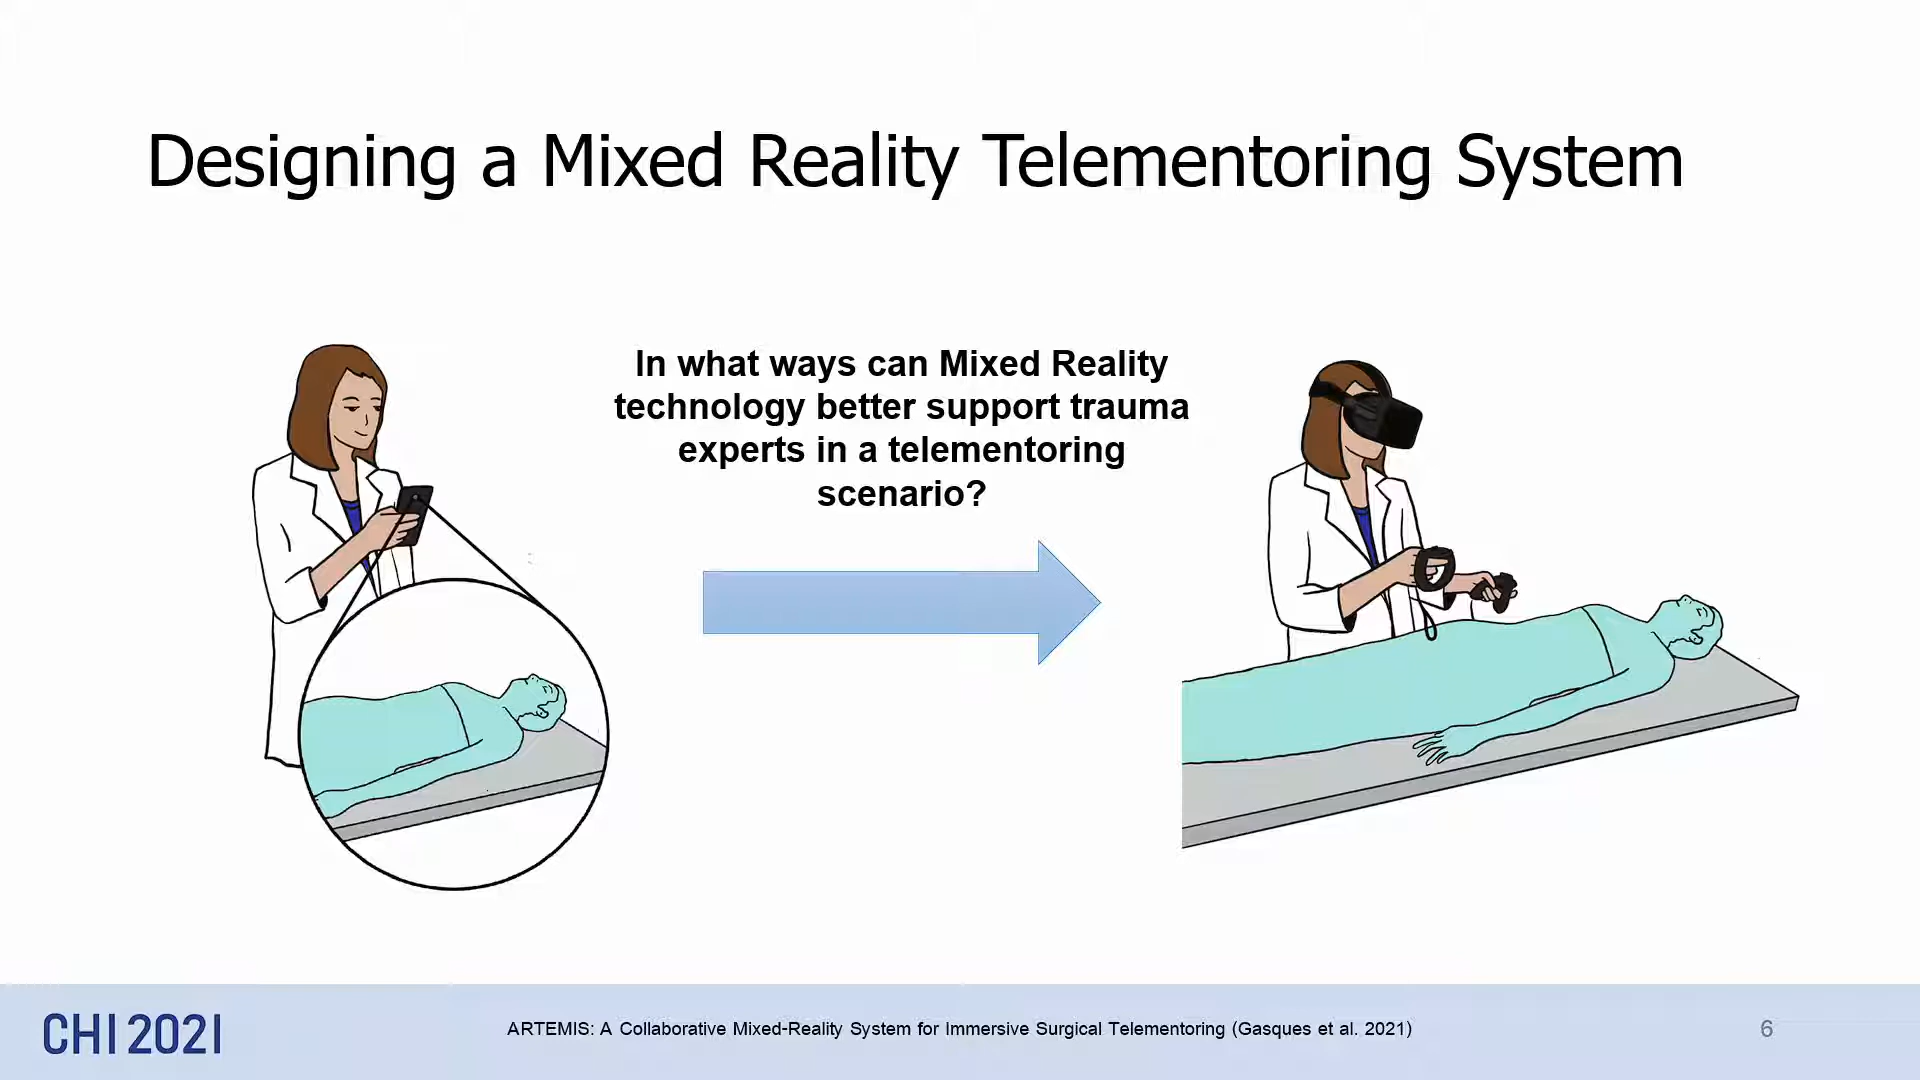 Designing a Mixed Reality Telementoring System
In what ways can Mixed Reality
technology better support trauma
experts in a telementoring
scenario?
CHI 2021
ARTEMIS: A Collaborative Mixed-Reality System for Immersive Surgical Telementoring (Gasques et al. 2021)
6